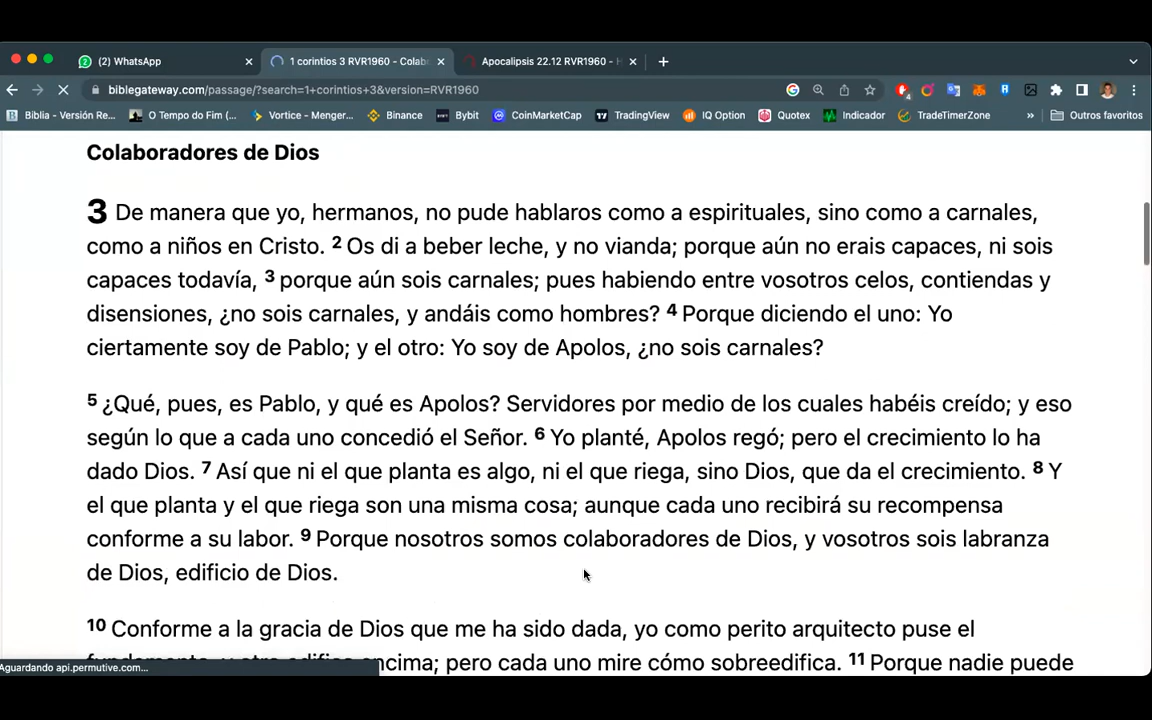 (2) WhatsApp
1 corintios 3 RVR1960 - Colabo
Apocalipsis 22.12 RVR1960 - H
biblegateway.com/passage/?search=1+corintios+3&version=RVR1960
Biblia - Versión Re...
O Tempo do Fim (...
Vortice - Menger...
Binance
Bybit
CoinMarketCap
TradingView
IQ Option
Quotex
Indicador
TradeTimerZone
»
Outros favoritos
Colaboradores de Dios
3 De manera que yo, hermanos, no pude hablaros como a espirituales, sino como a carnales,
como a niños en Cristo. 2 Os di a beber leche, y no vianda; porque aún no erais capaces, ni sois
capaces todavía, 3 porque aún sois carnales; pues habiendo entre vosotros celos, contiendas y
disensiones, ¿no sois carnales, y andáis como hombres? 4 Porque diciendo el uno: Yo
ciertamente soy de Pablo; y el otro: Yo soy de Apolos, ¿no sois carnales?
5 ¿Qué, pues, es Pablo, y qué es Apolos? Servidores por medio de los cuales habéis creído; y eso
según lo que a cada uno concedió el Señor. 6 Yo planté, Apolos regó; pero el crecimiento lo ha
dado Dios. 7 Así que ni el que planta es algo, ni el que riega, sino Dios, que da el crecimiento. 8 Y
el que planta y el que riega son una misma cosa; aunque cada uno recibirá su recompensa
conforme a su labor. 9 Porque nosotros somos colaboradores de Dios, y vosotros sois labranza
de Dios, edificio de Dios.
10 Conforme a la gracia de Dios que me ha sido dada, yo como perito arquitecto puse el
fundamento, y otro edifica encima; pero cada uno mire cómo sobreedifica. 11 Porque nadie puede
Aguardando api.permutive.com...